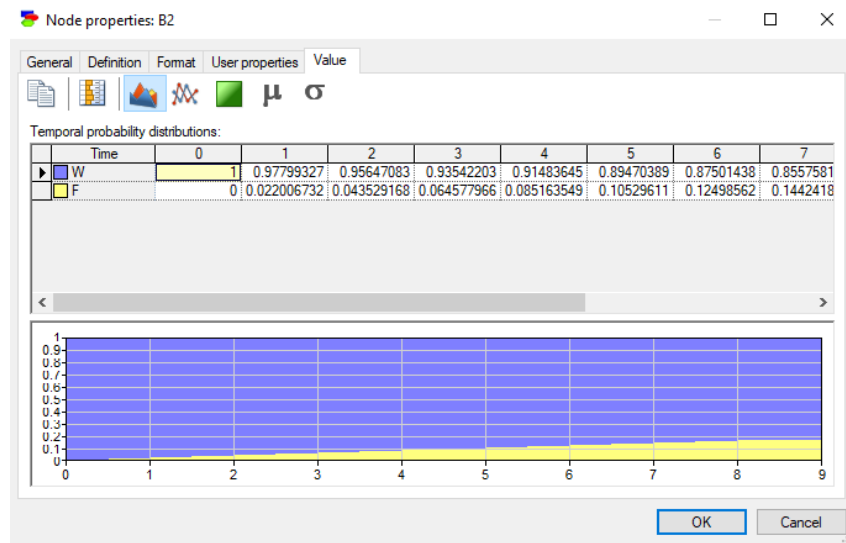 Node properties: B2
General Definition Format User properties Value
μ σ
Temporal probability distributions:
Time 0 1 2 3 4 5 6 7
W 1 0.97799327 0.95647083 0.93542203 0.91483645 0.89470389 0.87501438 0.8557581
F 0 0.022006732 0.043529168 0.064577966 0.085163549 0.10529611 0.12498562 0.1442418
1
0.9
0.8
0.7
0.6
0.5
0.4
0.3
0.2
0.1
0
0 1 2 3 4 5 6 7 8 9
OK Cancel